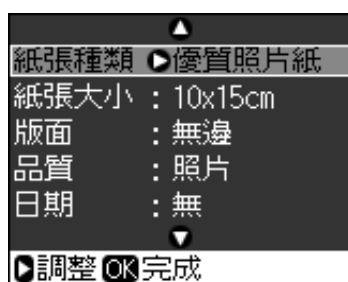 紙張種類 優質照片紙
紙張大小：10x15cm
版面：無邊
品質：照片
日期：無
調整 OK 完成